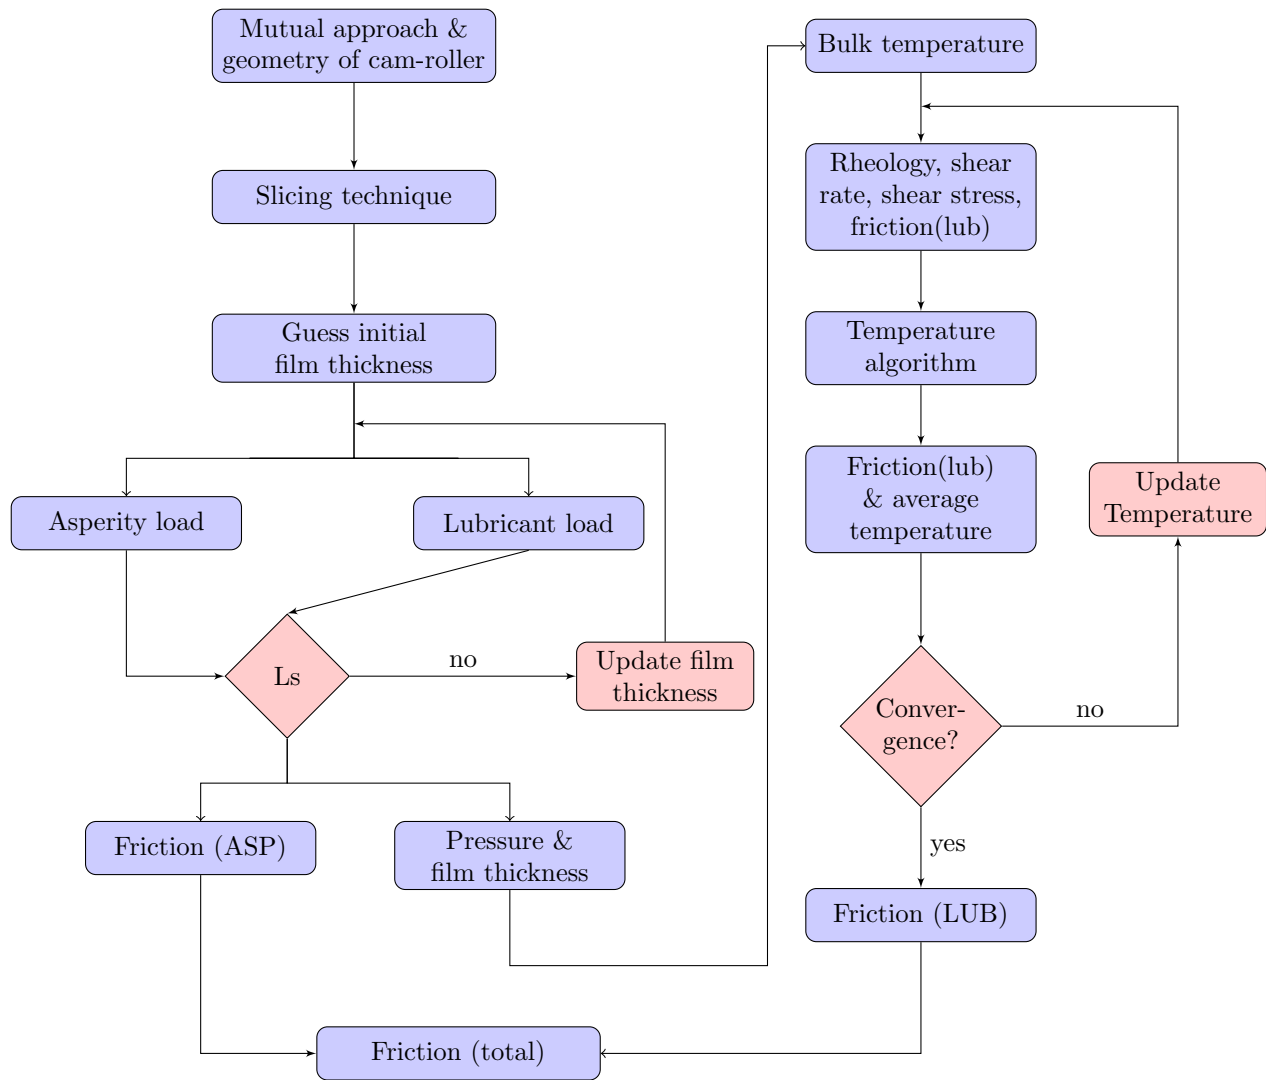 Mutual approach &
geometry of cam-roller
Slicing technique
Guess initial
film thickness
Asperity load
Lubricant load
Ls
no
Update film
thickness
Friction (ASP)
Pressure &
film thickness
Friction (total)
Bulk temperature
Rheology, shear
rate, shear stress,
friction(lub)
Temperature
algorithm
Friction(lub)
& average
temperature
Update
Temperature
Conver-
gence?
no
yes
Friction (LUB)